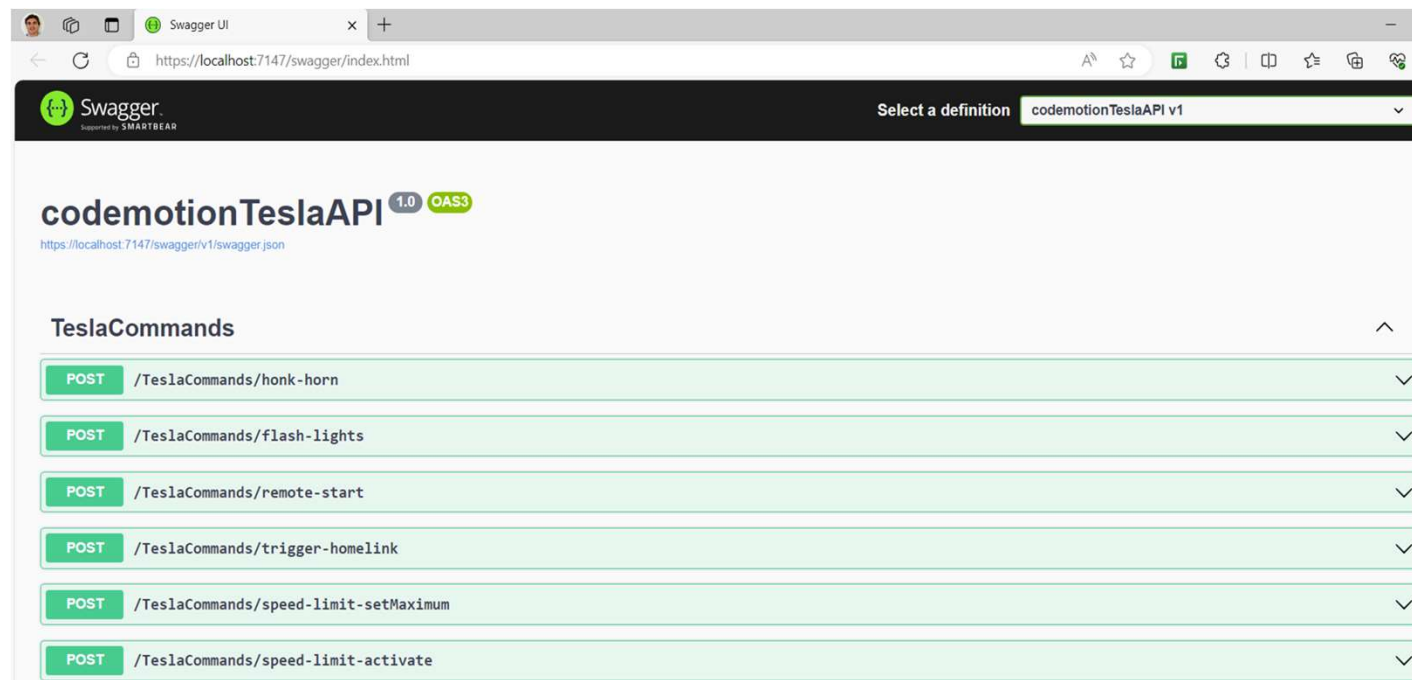 Swagger UI
https://localhost:7147/swagger/index.html
Swagger.
Supported by SMARTBEAR
Select a definition
codemotionTeslaAPI v1
codemotionTeslaAPI 1.0 OAS3
https://localhost:7147/swagger/v1/swagger.json
TeslaCommands
POST /TeslaCommands/honk-horn
POST /TeslaCommands/flash-lights
POST /TeslaCommands/remote-start
POST /TeslaCommands/trigger-homelink
POST /TeslaCommands/speed-limit-setMaximum
POST /TeslaCommands/speed-limit-activate